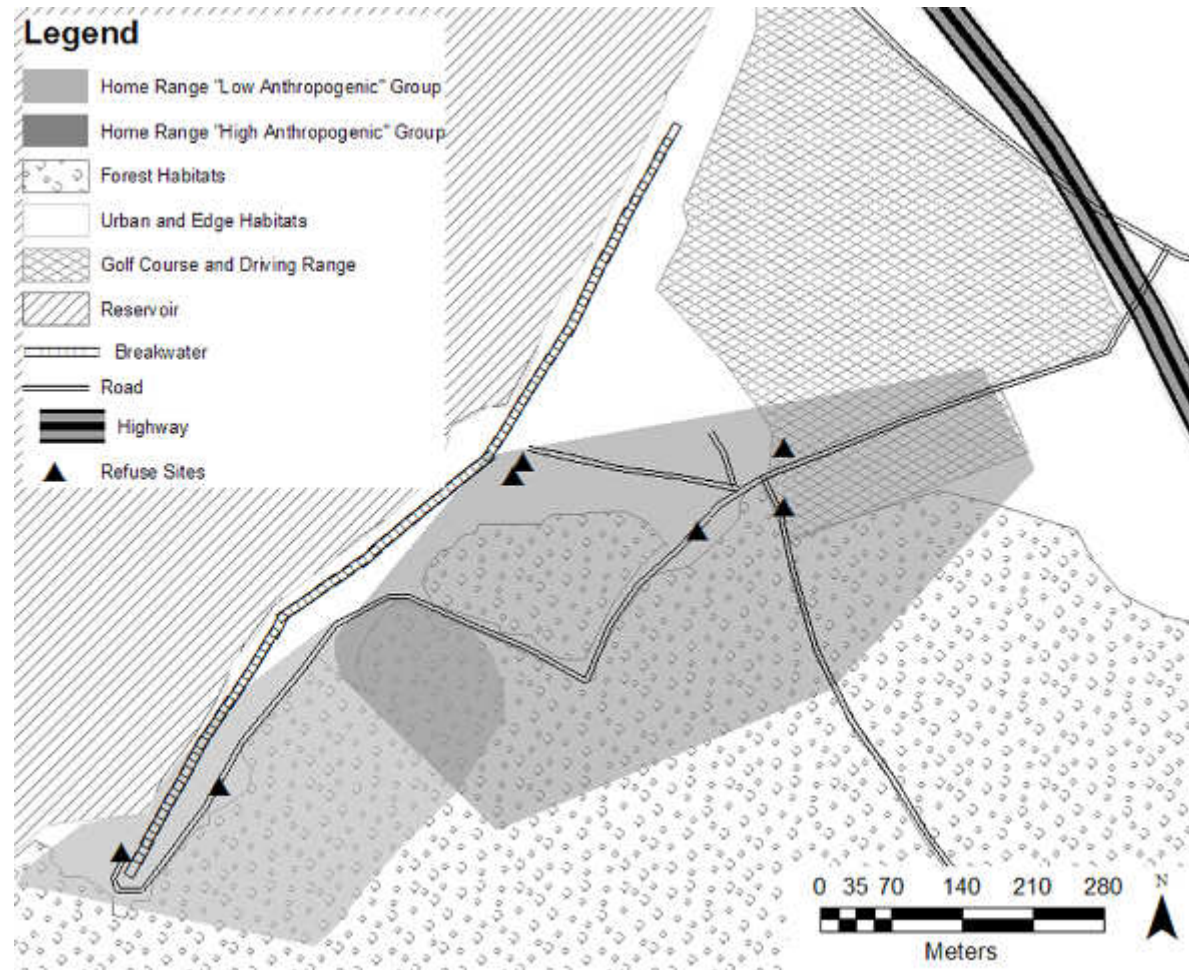 Legend
Home Range "Low Anthropogenic" Group
Home Range "High Anthropogenic" Group
Forest Habitats
Urban and Edge Habitats
Golf Course and Driving Range
Reservoir
Breakwater
Road
Highway
Refuse Sites
0 35 70 140 210 280
Meters
N